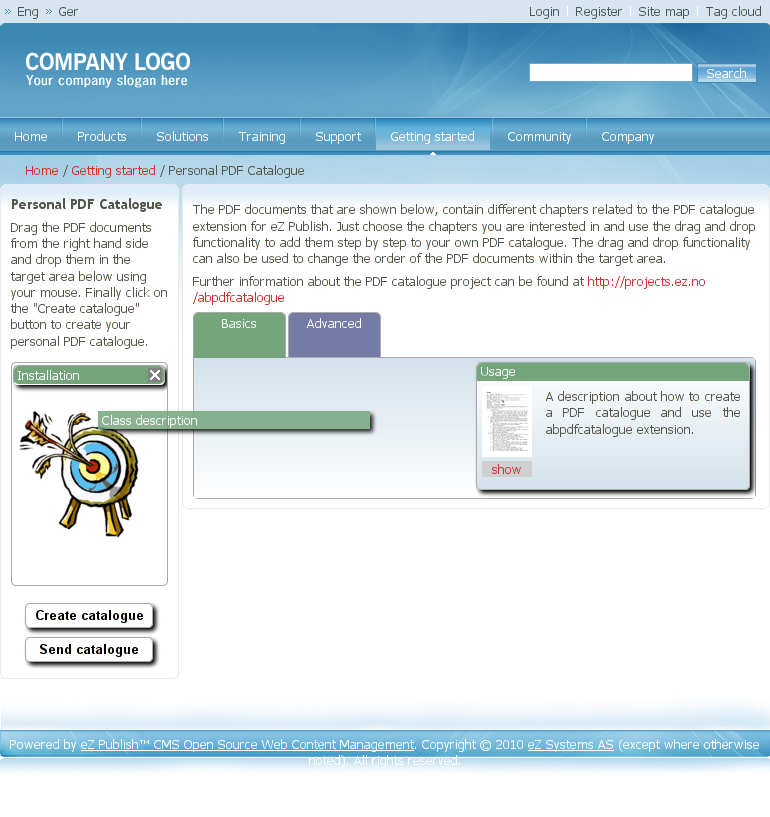 Eng Ger Login Register Site map Tag cloud
COMPANY LOGO
Your company slogan here
Search
Home Products Solutions Training Support Getting started Community Company
Home / Getting started / Personal PDF Catalogue
Personal PDF Catalogue
Drag the PDF documents
from the right hand side
and drop them in the
target area below using
your mouse. Finally click on
the "Create catalogue"
button to create your
personal PDF catalogue.
Installation
Class description
Create catalogue
Send catalogue
The PDF documents that are shown below, contain different chapters related to the PDF catalogue
extension for eZ Publish. Just choose the chapters you are interested in and use the drag and drop
functionality to add them step by step to your own PDF catalogue. The drag and drop functionality
can also be used to change the order of the PDF documents within the target area.
Further information about the PDF catalogue project can be found at http://projects.ez.no
/abpdfcatalogue
Basics Advanced
Usage
A description about how to create
a PDF catalogue and use the
abpdfcatalogue extension.
show
Powered by eZ Publish™ CMS Open Source Web Content Management. Copyright © 2010 eZ Systems AS (except where otherwise
noted). All rights reserved.